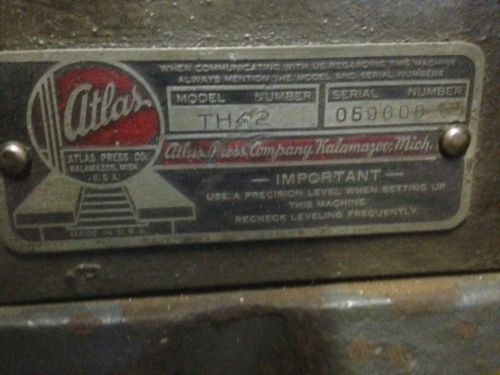 WHEN COMMUNICATING WITH US REGARDING THIS MACHINE
ALWAYS MENTION THE MODEL AND SERIAL NUMBERS
MODEL NUMBER
TH42
SERIAL NUMBER
059605
Atlas
ATLAS PRESS CO.
KALAMAZOO, MICH.
U.S.A.
Atlas Press Company, Kalamazoo, Mich.
— IMPORTANT —
USE A PRECISION LEVEL WHEN SETTING UP
THIS MACHINE.
RECHECK LEVELING FREQUENTLY.
MADE IN U.S.A.